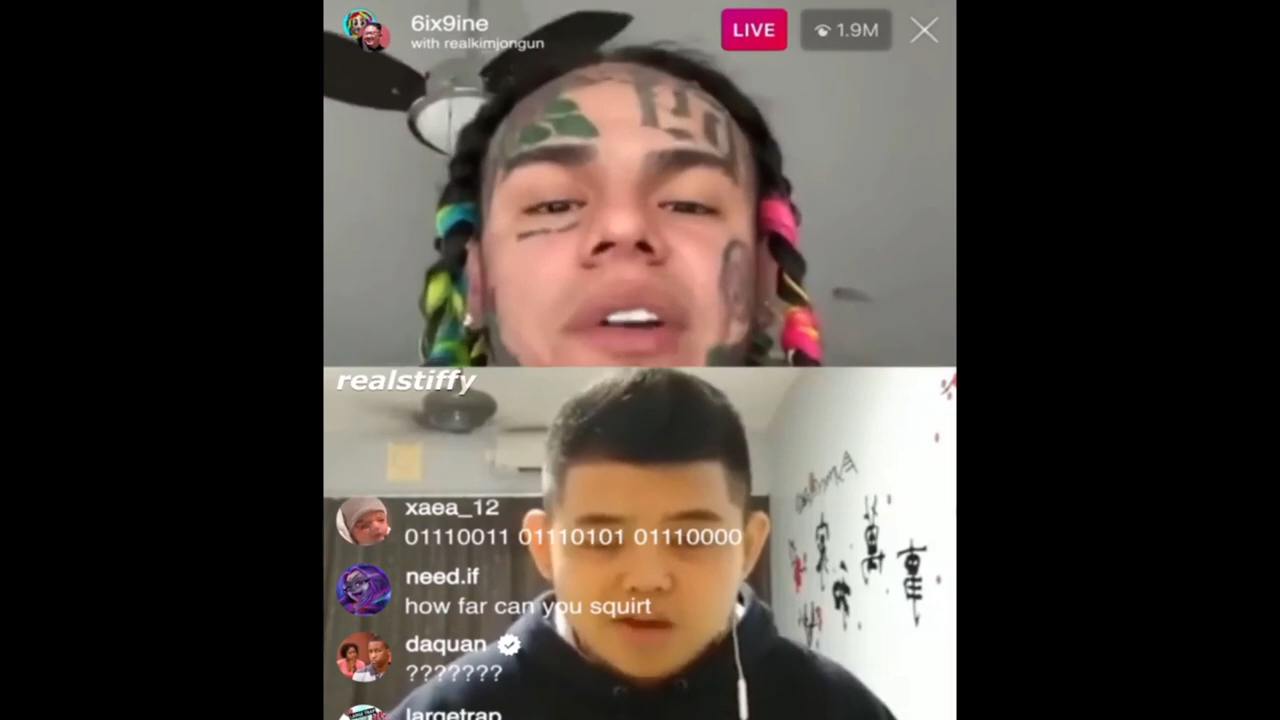 6ix9ine
with realkimjongun
LIVE
1.9M
realstiffy
xaea_12
01110011 01110101 01110000
need.if
how far can you squirt
daquan
???????
largetrap